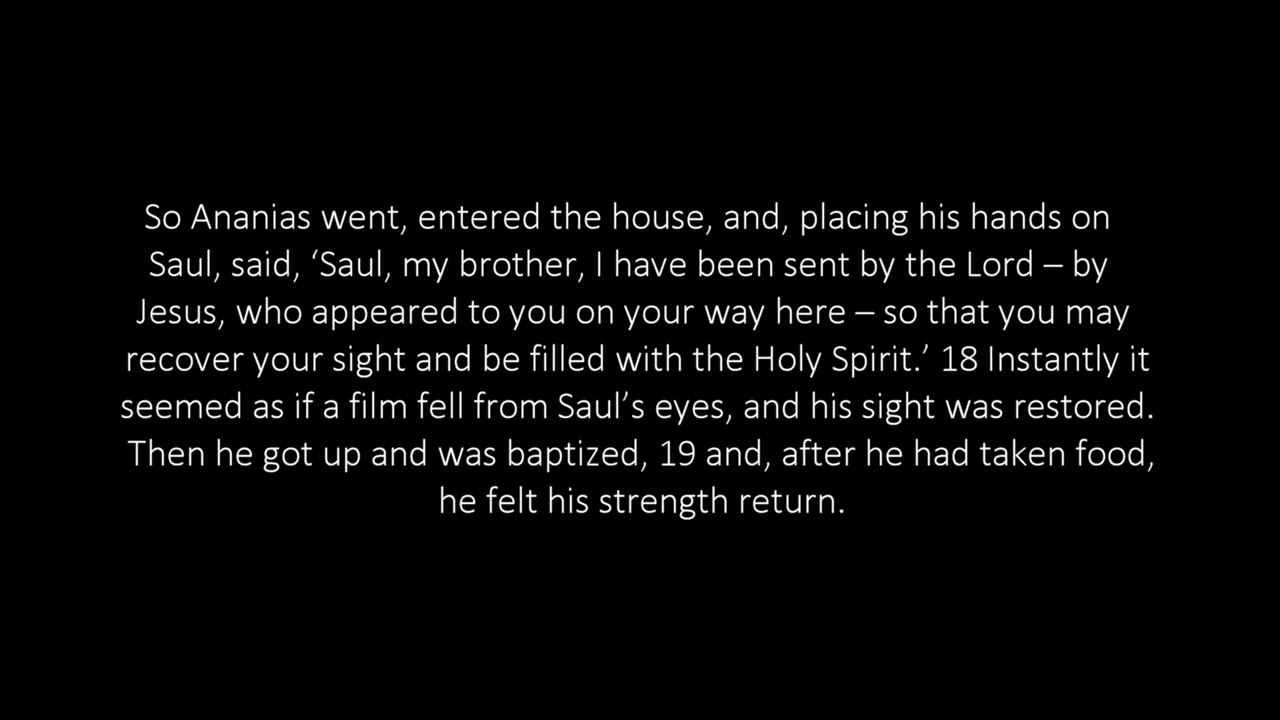 So Ananias went, entered the house, and, placing his hands on
Saul, said, ‘Saul, my brother, I have been sent by the Lord – by
Jesus, who appeared to you on your way here – so that you may
recover your sight and be filled with the Holy Spirit.’ 18 Instantly it
seemed as if a film fell from Saul’s eyes, and his sight was restored.
Then he got up and was baptized, 19 and, after he had taken food,
he felt his strength return.